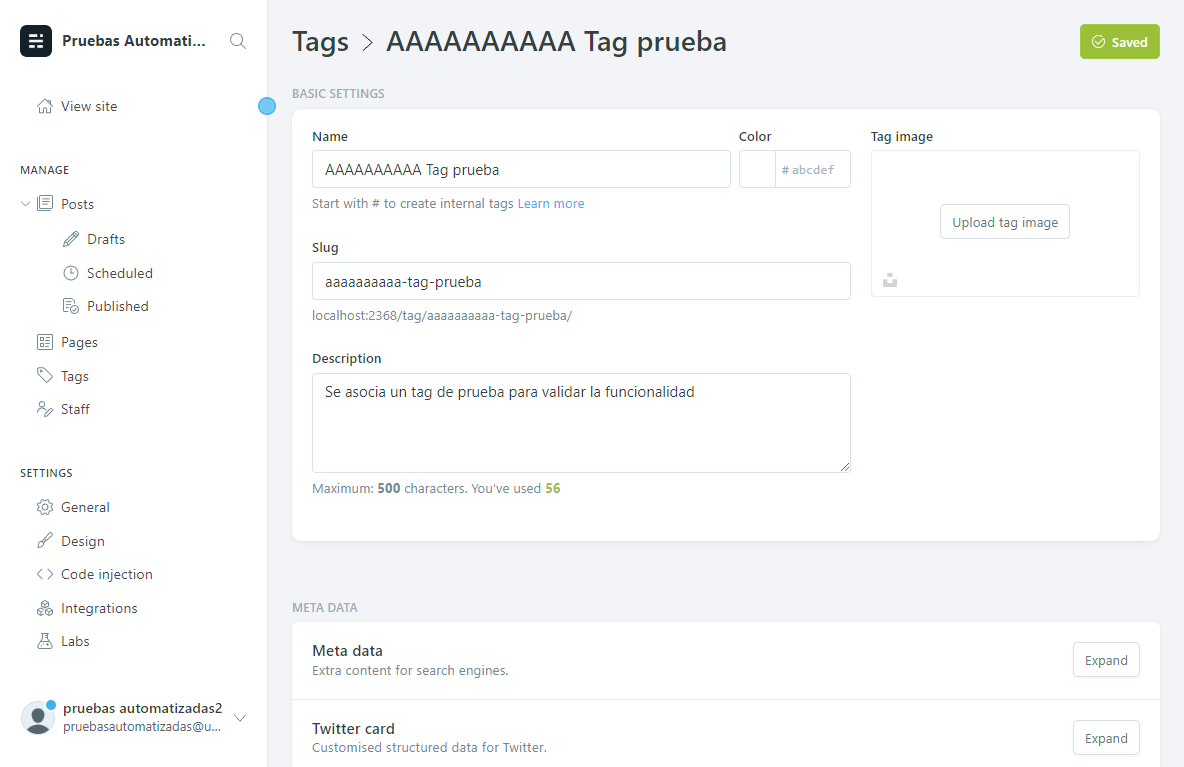 Pruebas Automati...
View site
MANAGE
Posts
Drafts
Scheduled
Published
Pages
Tags
Staff
SETTINGS
General
Design
Code injection
Integrations
Labs
pruebas automatizadas2
pruebasautomatizadas@u...
Tags > AAAAAAAAAA Tag prueba
Saved
BASIC SETTINGS
Name
AAAAAAAAAA Tag prueba
Start with # to create internal tags Learn more
Color
# abcdef
Slug
aaaaaaaaaa-tag-prueba
localhost:2368/tag/aaaaaaaaaa-tag-prueba/
Description
Se asocia un tag de prueba para validar la funcionalidad
Maximum: 500 characters. You've used 56
Tag image
Upload tag image
META DATA
Meta data
Extra content for search engines.
Expand
Twitter card
Customised structured data for Twitter.
Expand